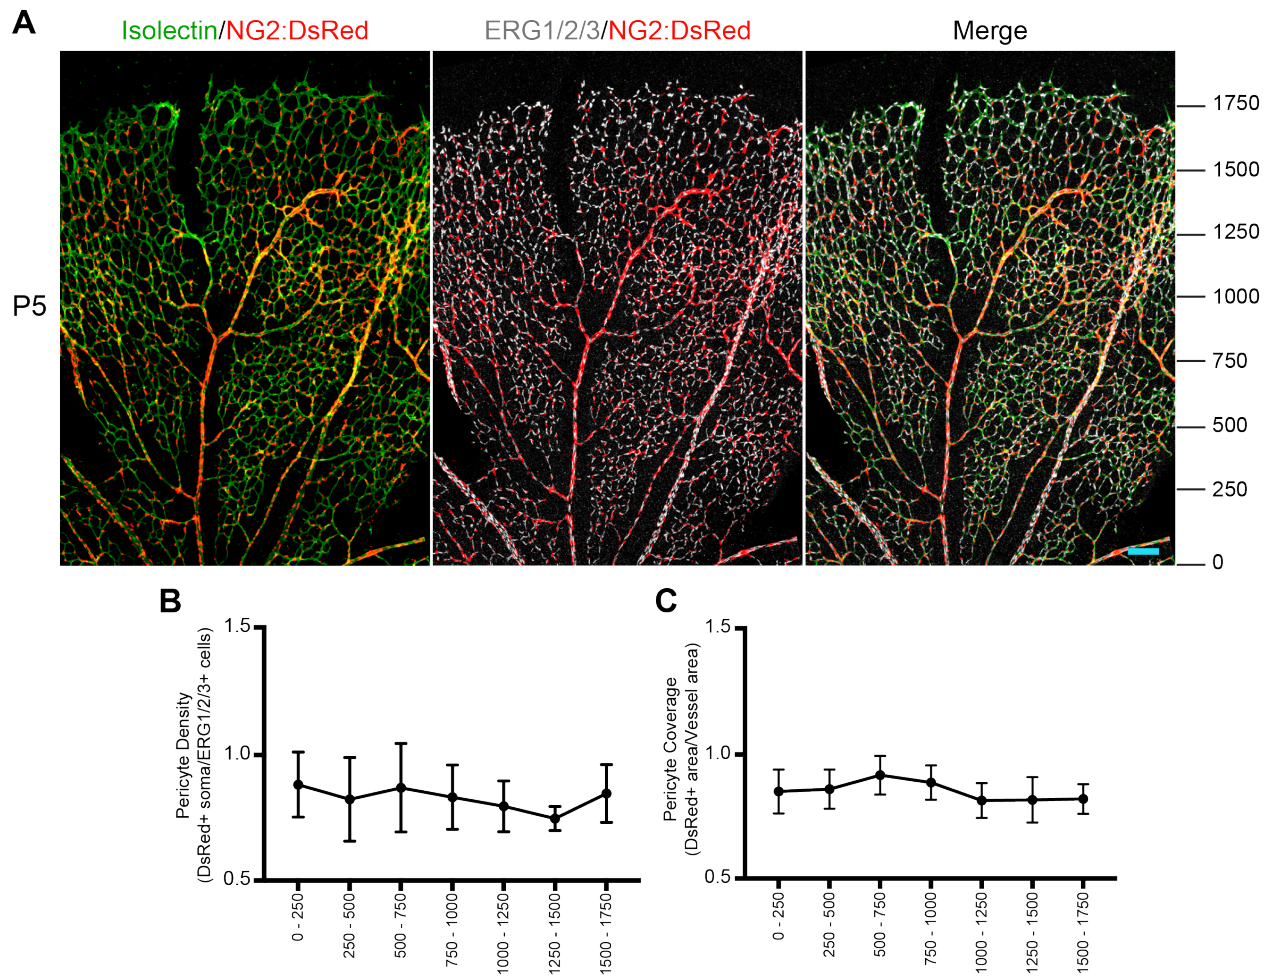 A
Isolectin/NG2:DsRed
ERG1/2/3/NG2:DsRed
Merge
P5
1750
1500
1250
1000
750
500
250
0
B
Pericyte Density
(DsRed+ soma/ERG1/2/3+ cells)
1.5
1.0
0.5
0 - 250
250 - 500
500 - 750
750 - 1000
1000 - 1250
1250 - 1500
1500 - 1750
C
Pericyte Coverage
(DsRed+ area/Vessel area)
1.5
1.0
0.5
0 - 250
250 - 500
500 - 750
750 - 1000
1000 - 1250
1250 - 1500
1500 - 1750